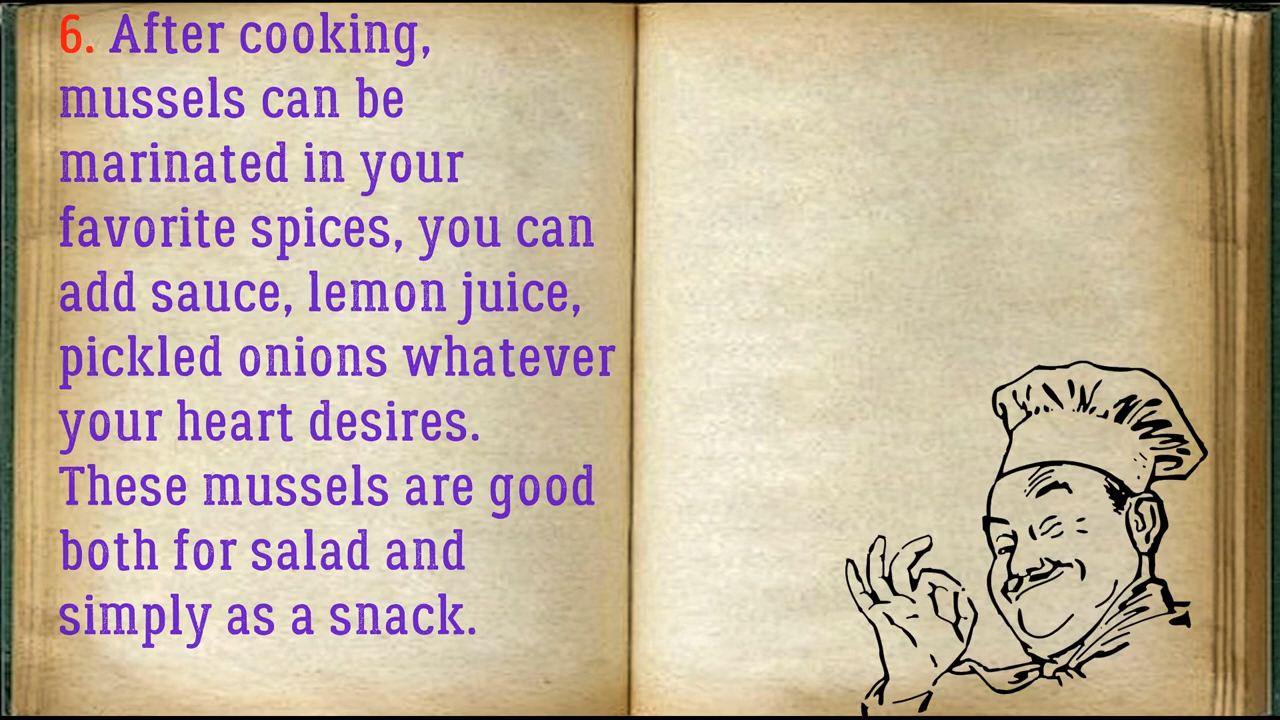 6. After cooking,
mussels can be
marinated in your
favorite spices, you can
add sauce, lemon juice,
pickled onions whatever
your heart desires.
These mussels are good
both for salad and
simply as a snack.